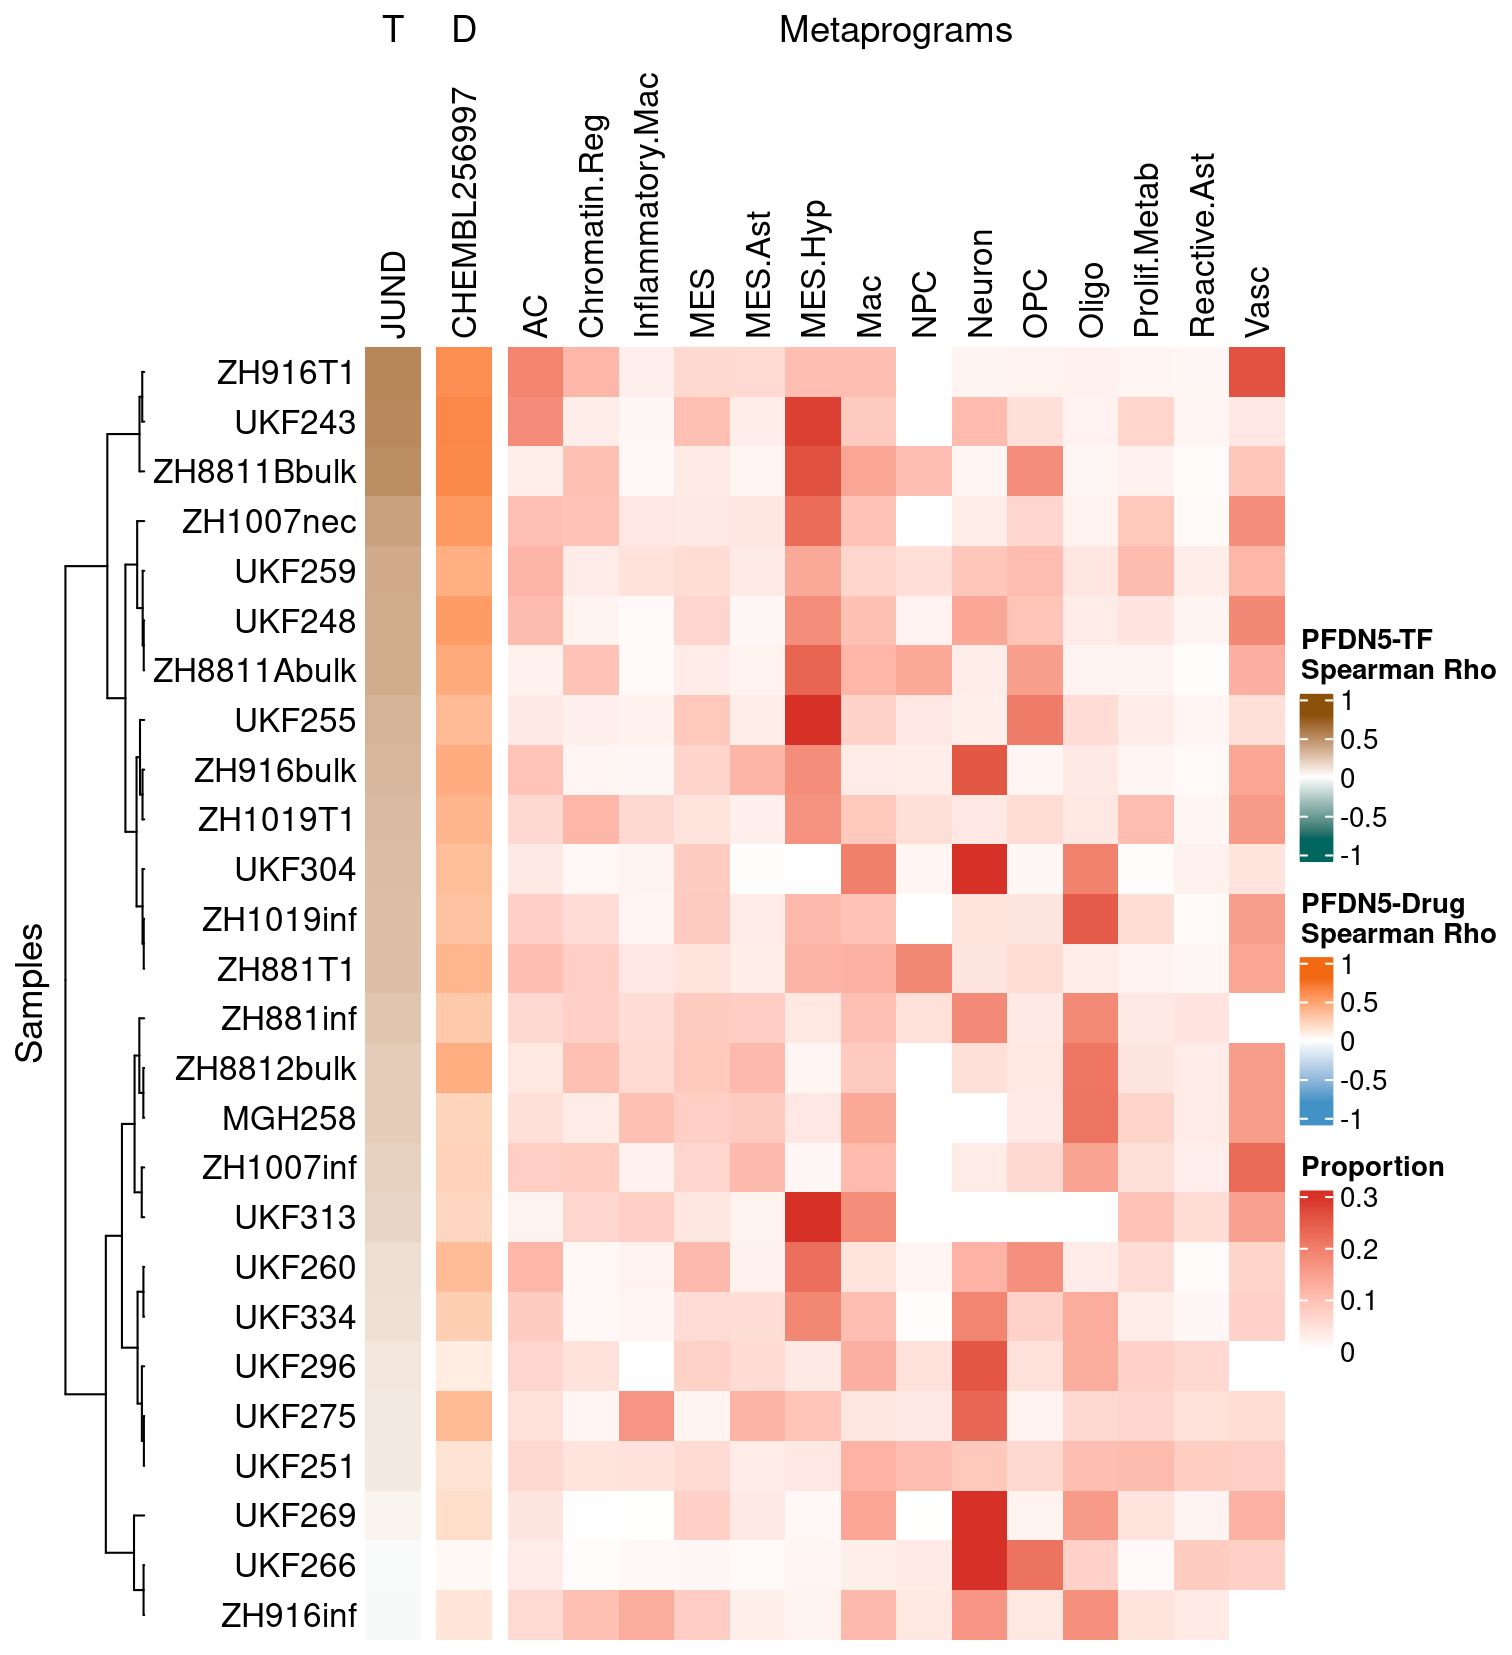 T D Metaprograms
JUND
CHEMBL256997
AC
Chromatin.Reg
Inflammatory.Mac
MES
MES.Ast
MES.Hyp
Mac
NPC
Neuron
OPC
Oligo
Prolif.Metab
Reactive.Ast
Vasc
Samples
ZH916T1
UKF243
ZH8811Bbulk
ZH1007nec
UKF259
UKF248
ZH8811Abulk
UKF255
ZH916bulk
ZH1019T1
UKF304
ZH1019inf
ZH881T1
ZH881inf
ZH8812bulk
MGH258
ZH1007inf
UKF313
UKF260
UKF334
UKF296
UKF275
UKF251
UKF269
UKF266
ZH916inf
PFDN5-TF
Spearman Rho
1
0.5
0
-0.5
-1
PFDN5-Drug
Spearman Rho
1
0.5
0
-0.5
-1
Proportion
0.3
0.2
0.1
0